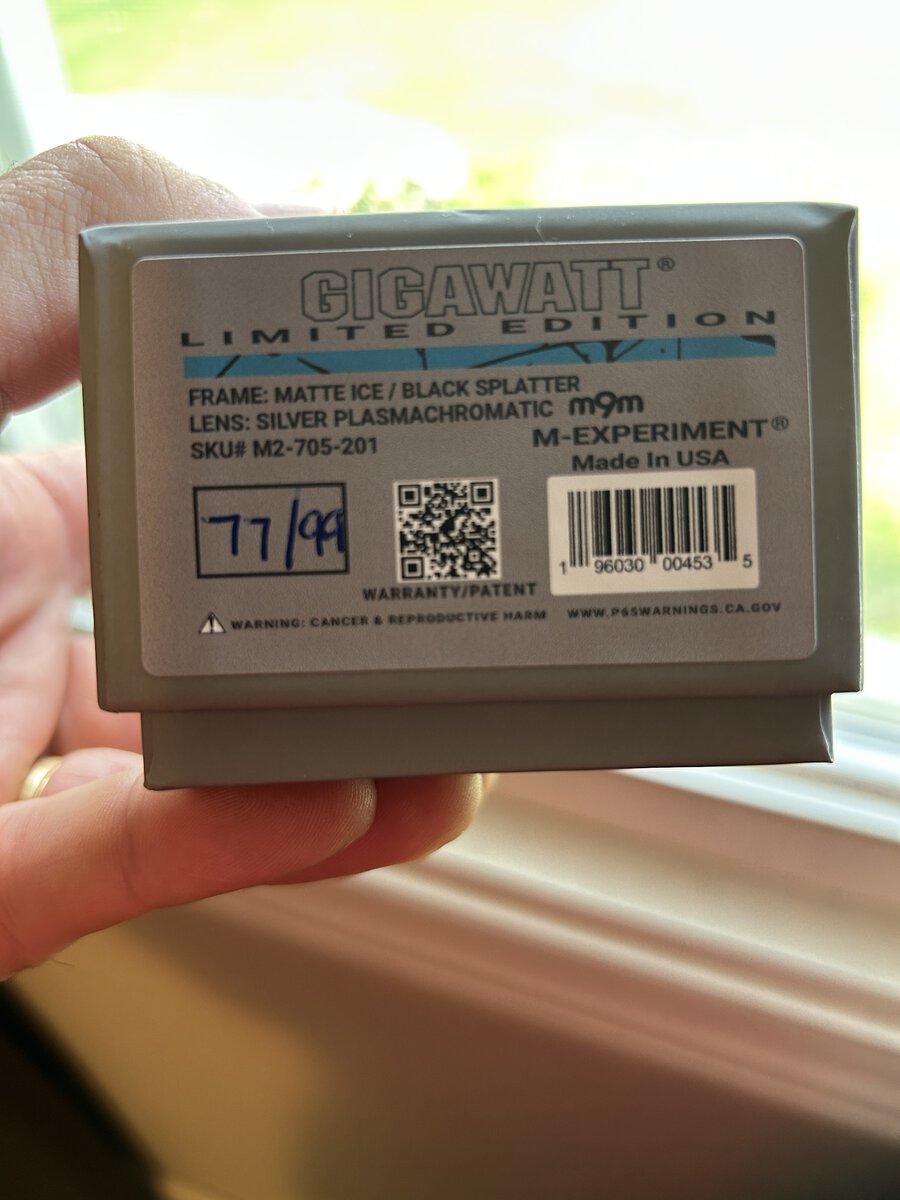 GIGAWATT®
LIMITED EDITION
FRAME: MATTE ICE / BLACK SPLATTER
LENS: SILVER PLASMACHROMATIC
SKU# M2-705-201
m9m
M-EXPERIMENT®
Made In USA
77/99
1 96030 00453 5
WARRANTY/PATENT
WARNING: CANCER & REPRODUCTIVE HARM WWW.P65WARNINGS.CA.GOV